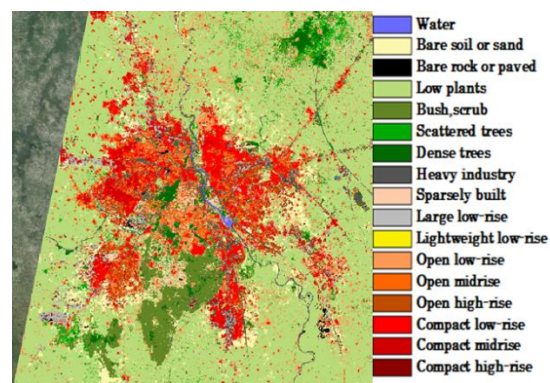 Water
Bare soil or sand
Bare rock or paved
Low plants
Bush,scrub
Scattered trees
Dense trees
Heavy industry
Sparsely built
Large low-rise
Lightweight low-rise
Open low-rise
Open midrise
Open high-rise
Compact low-rise
Compact midrise
Compact high-rise